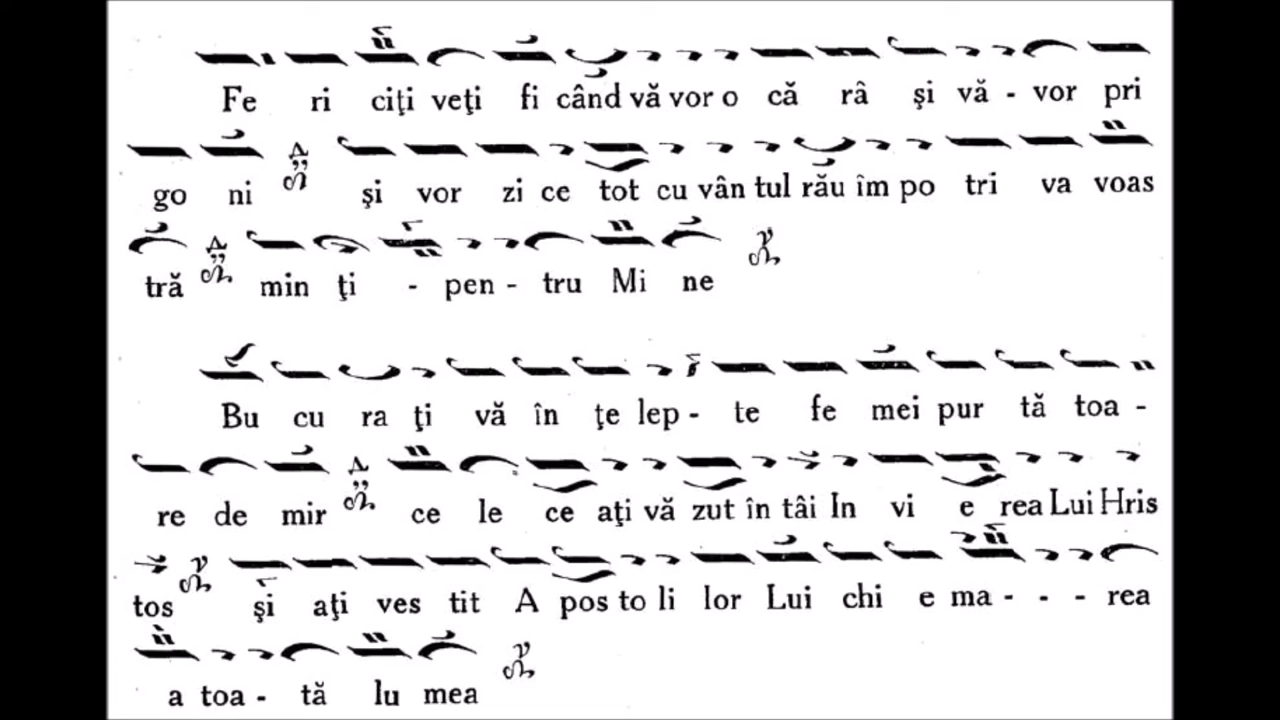 Fe ri ciţi veţi fi când vă vor o că râ şi vă - vor pri
go ni şi vor zi ce tot cu vân tul rău îm po tri va voas
tră min ţi - pen - tru Mi ne
Bu cu ra ţi vă în ţe lep - te fe mei pur tă toa -
re de mir ce le ce aţi vă zut în tâi In vi e rea Lui Hris
tos şi aţi ves tit A pos to li lor Lui chi e ma - - - rea
a toa - tă lu mea